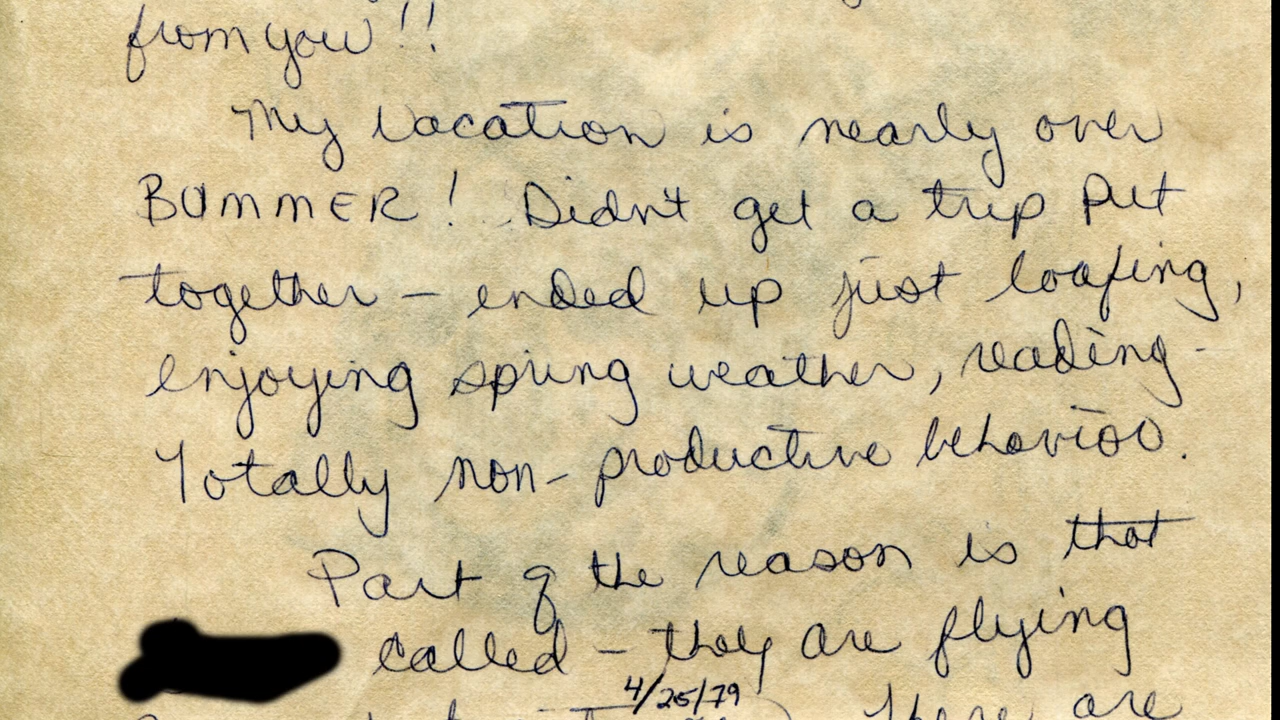 from you!!
My vacation is nearly over
BUMMER! Didn't get a trip put
together – ended up just loafing,
enjoying spring weather, reading -
Totally non-productive behavior.
Part of the reason is that
called – they are flying
4/25/79
There are